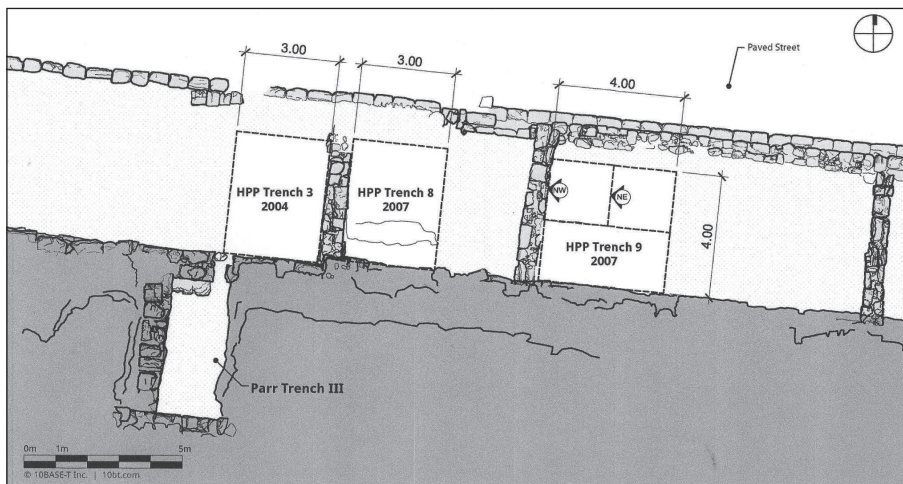 3.00
3.00
4.00
Paved Street
HPP Trench 3
2004
HPP Trench 8
2007
NW
NE
HPP Trench 9
2007
4.00
Parr Trench III
0m 1m 5m
© 10BASE-T Inc. | 10bt.com